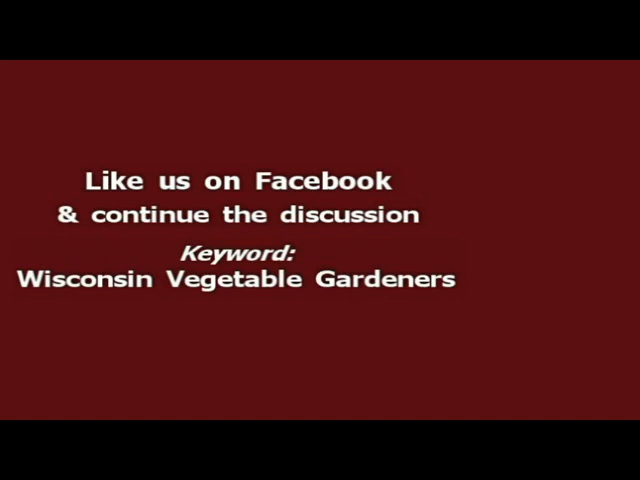 Like us on Facebook
& continue the discussion
Keyword:
Wisconsin Vegetable Gardeners